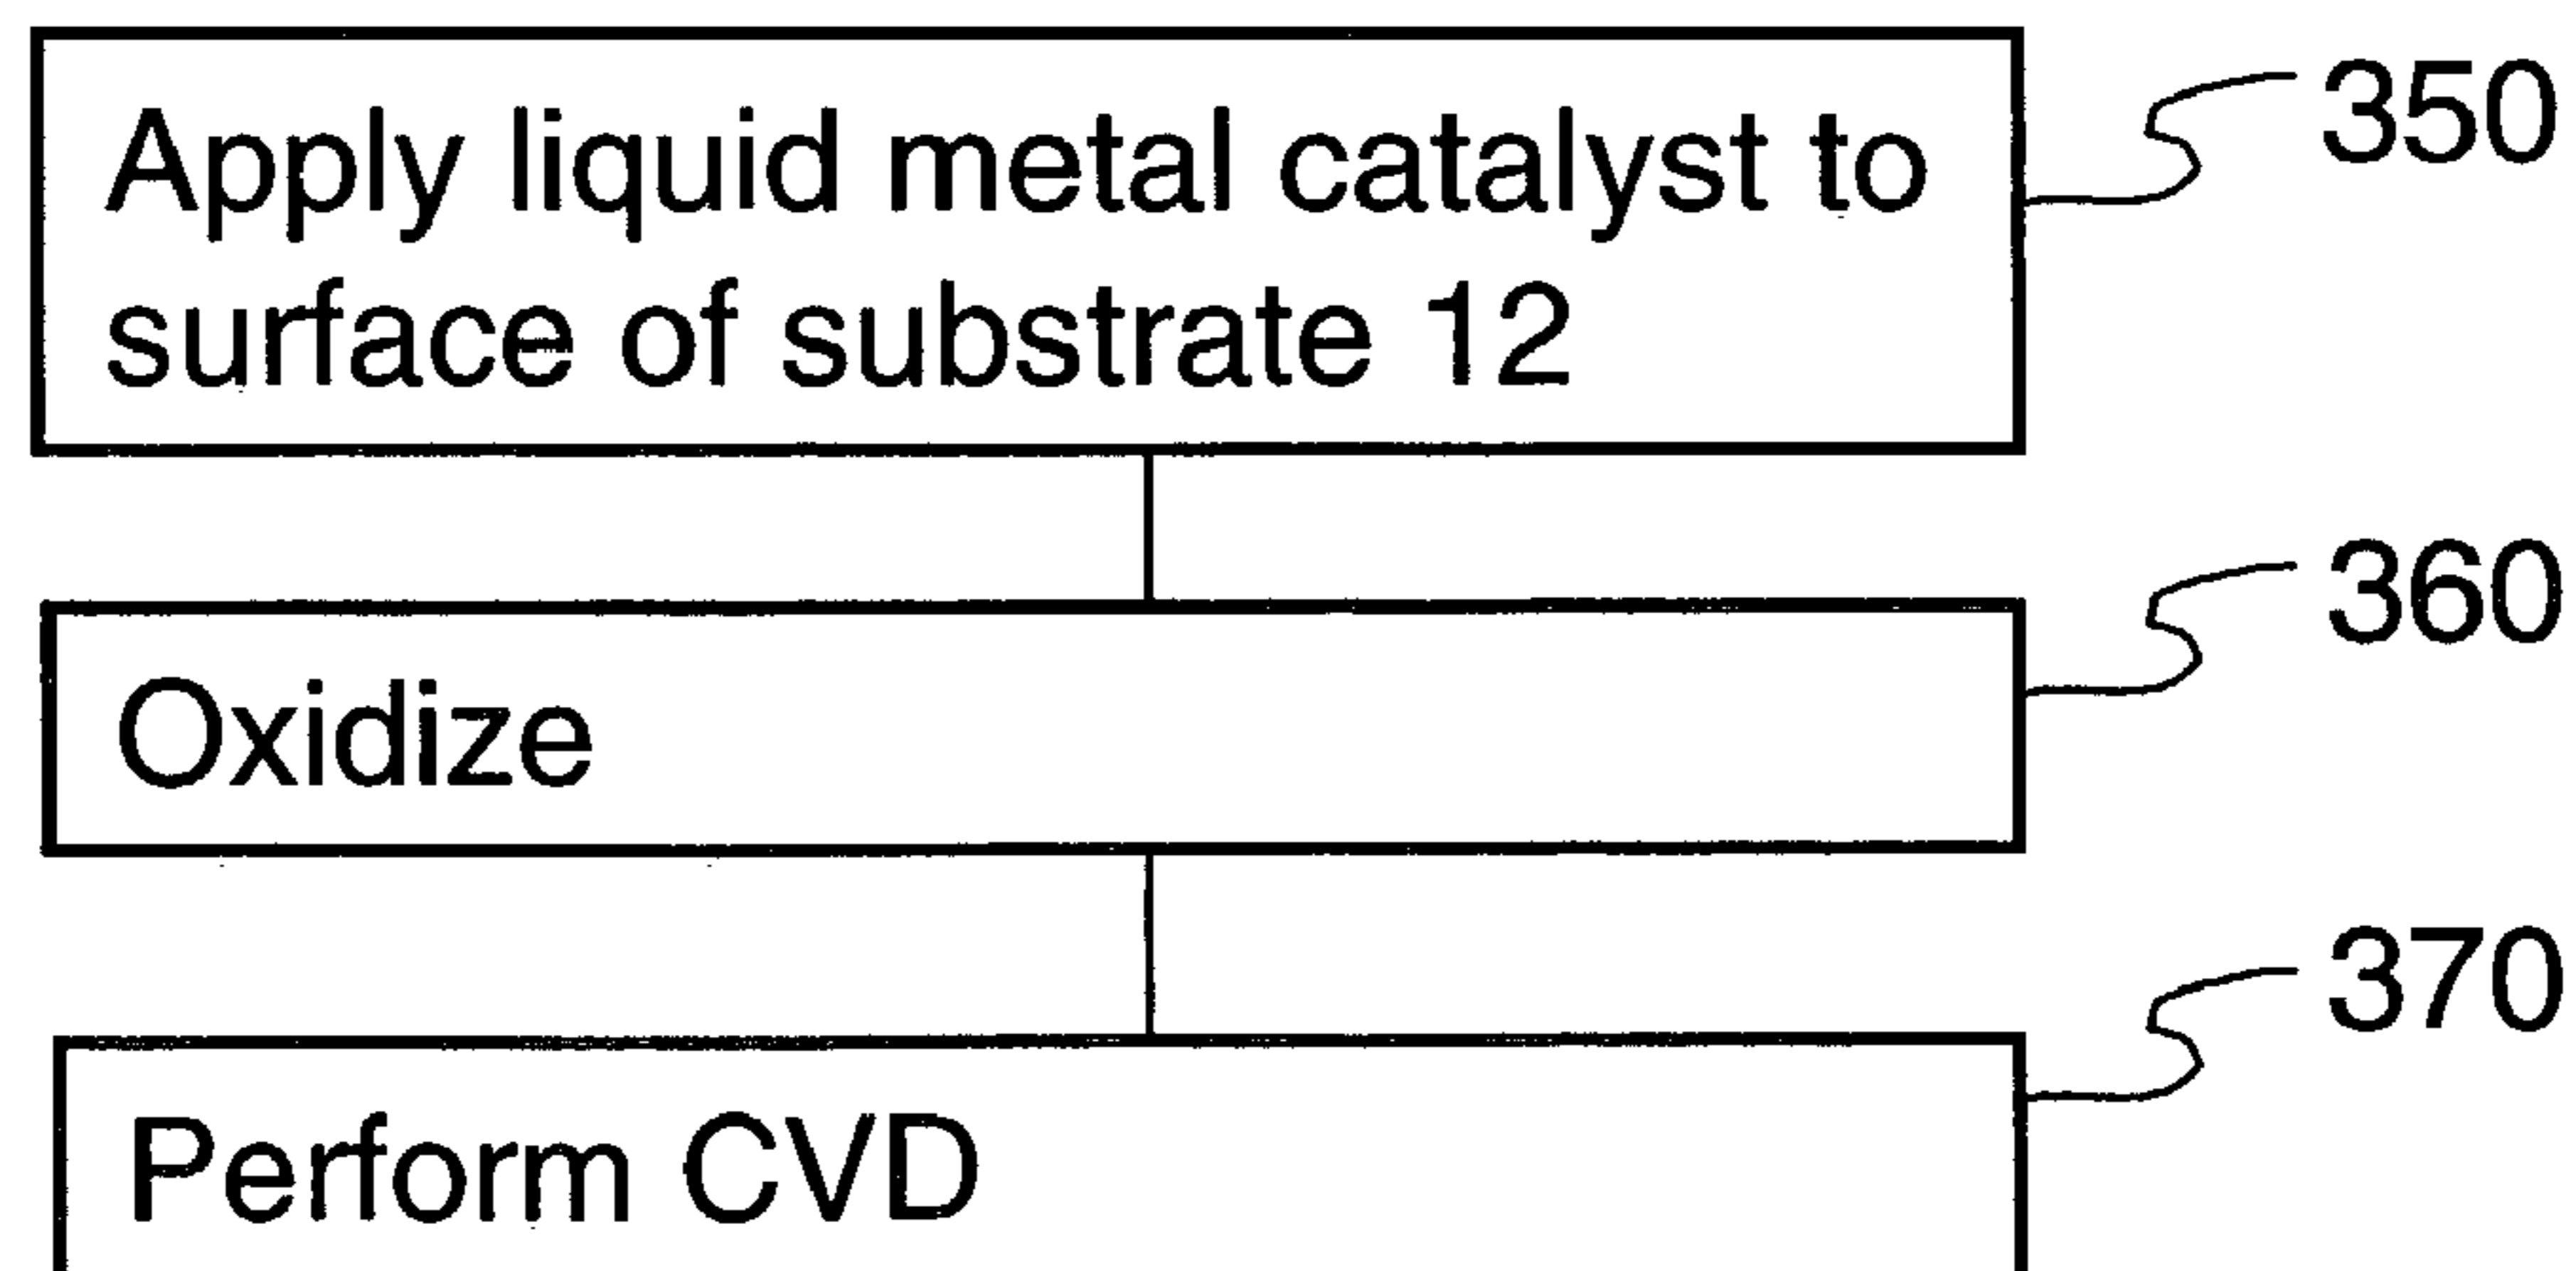 Apply liquid metal catalyst to
surface of substrate 12
350
Oxidize
360
Perform CVD
370